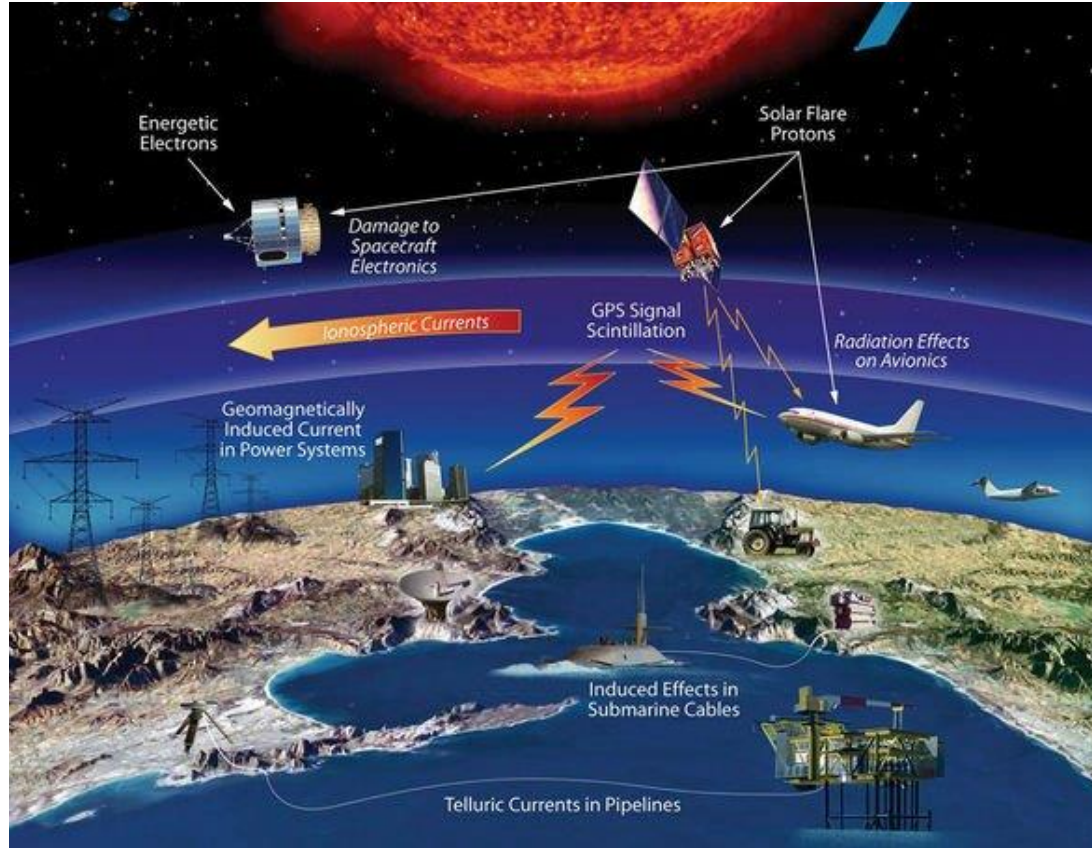 Energetic
Electrons
Solar Flare
Protons
Damage to
Spacecraft
Electronics
Ionospheric Currents
GPS Signal
Scintillation
Radiation Effects
on Avionics
Geomagnetically
Induced Current
in Power Systems
Induced Effects in
Submarine Cables
Telluric Currents in Pipelines